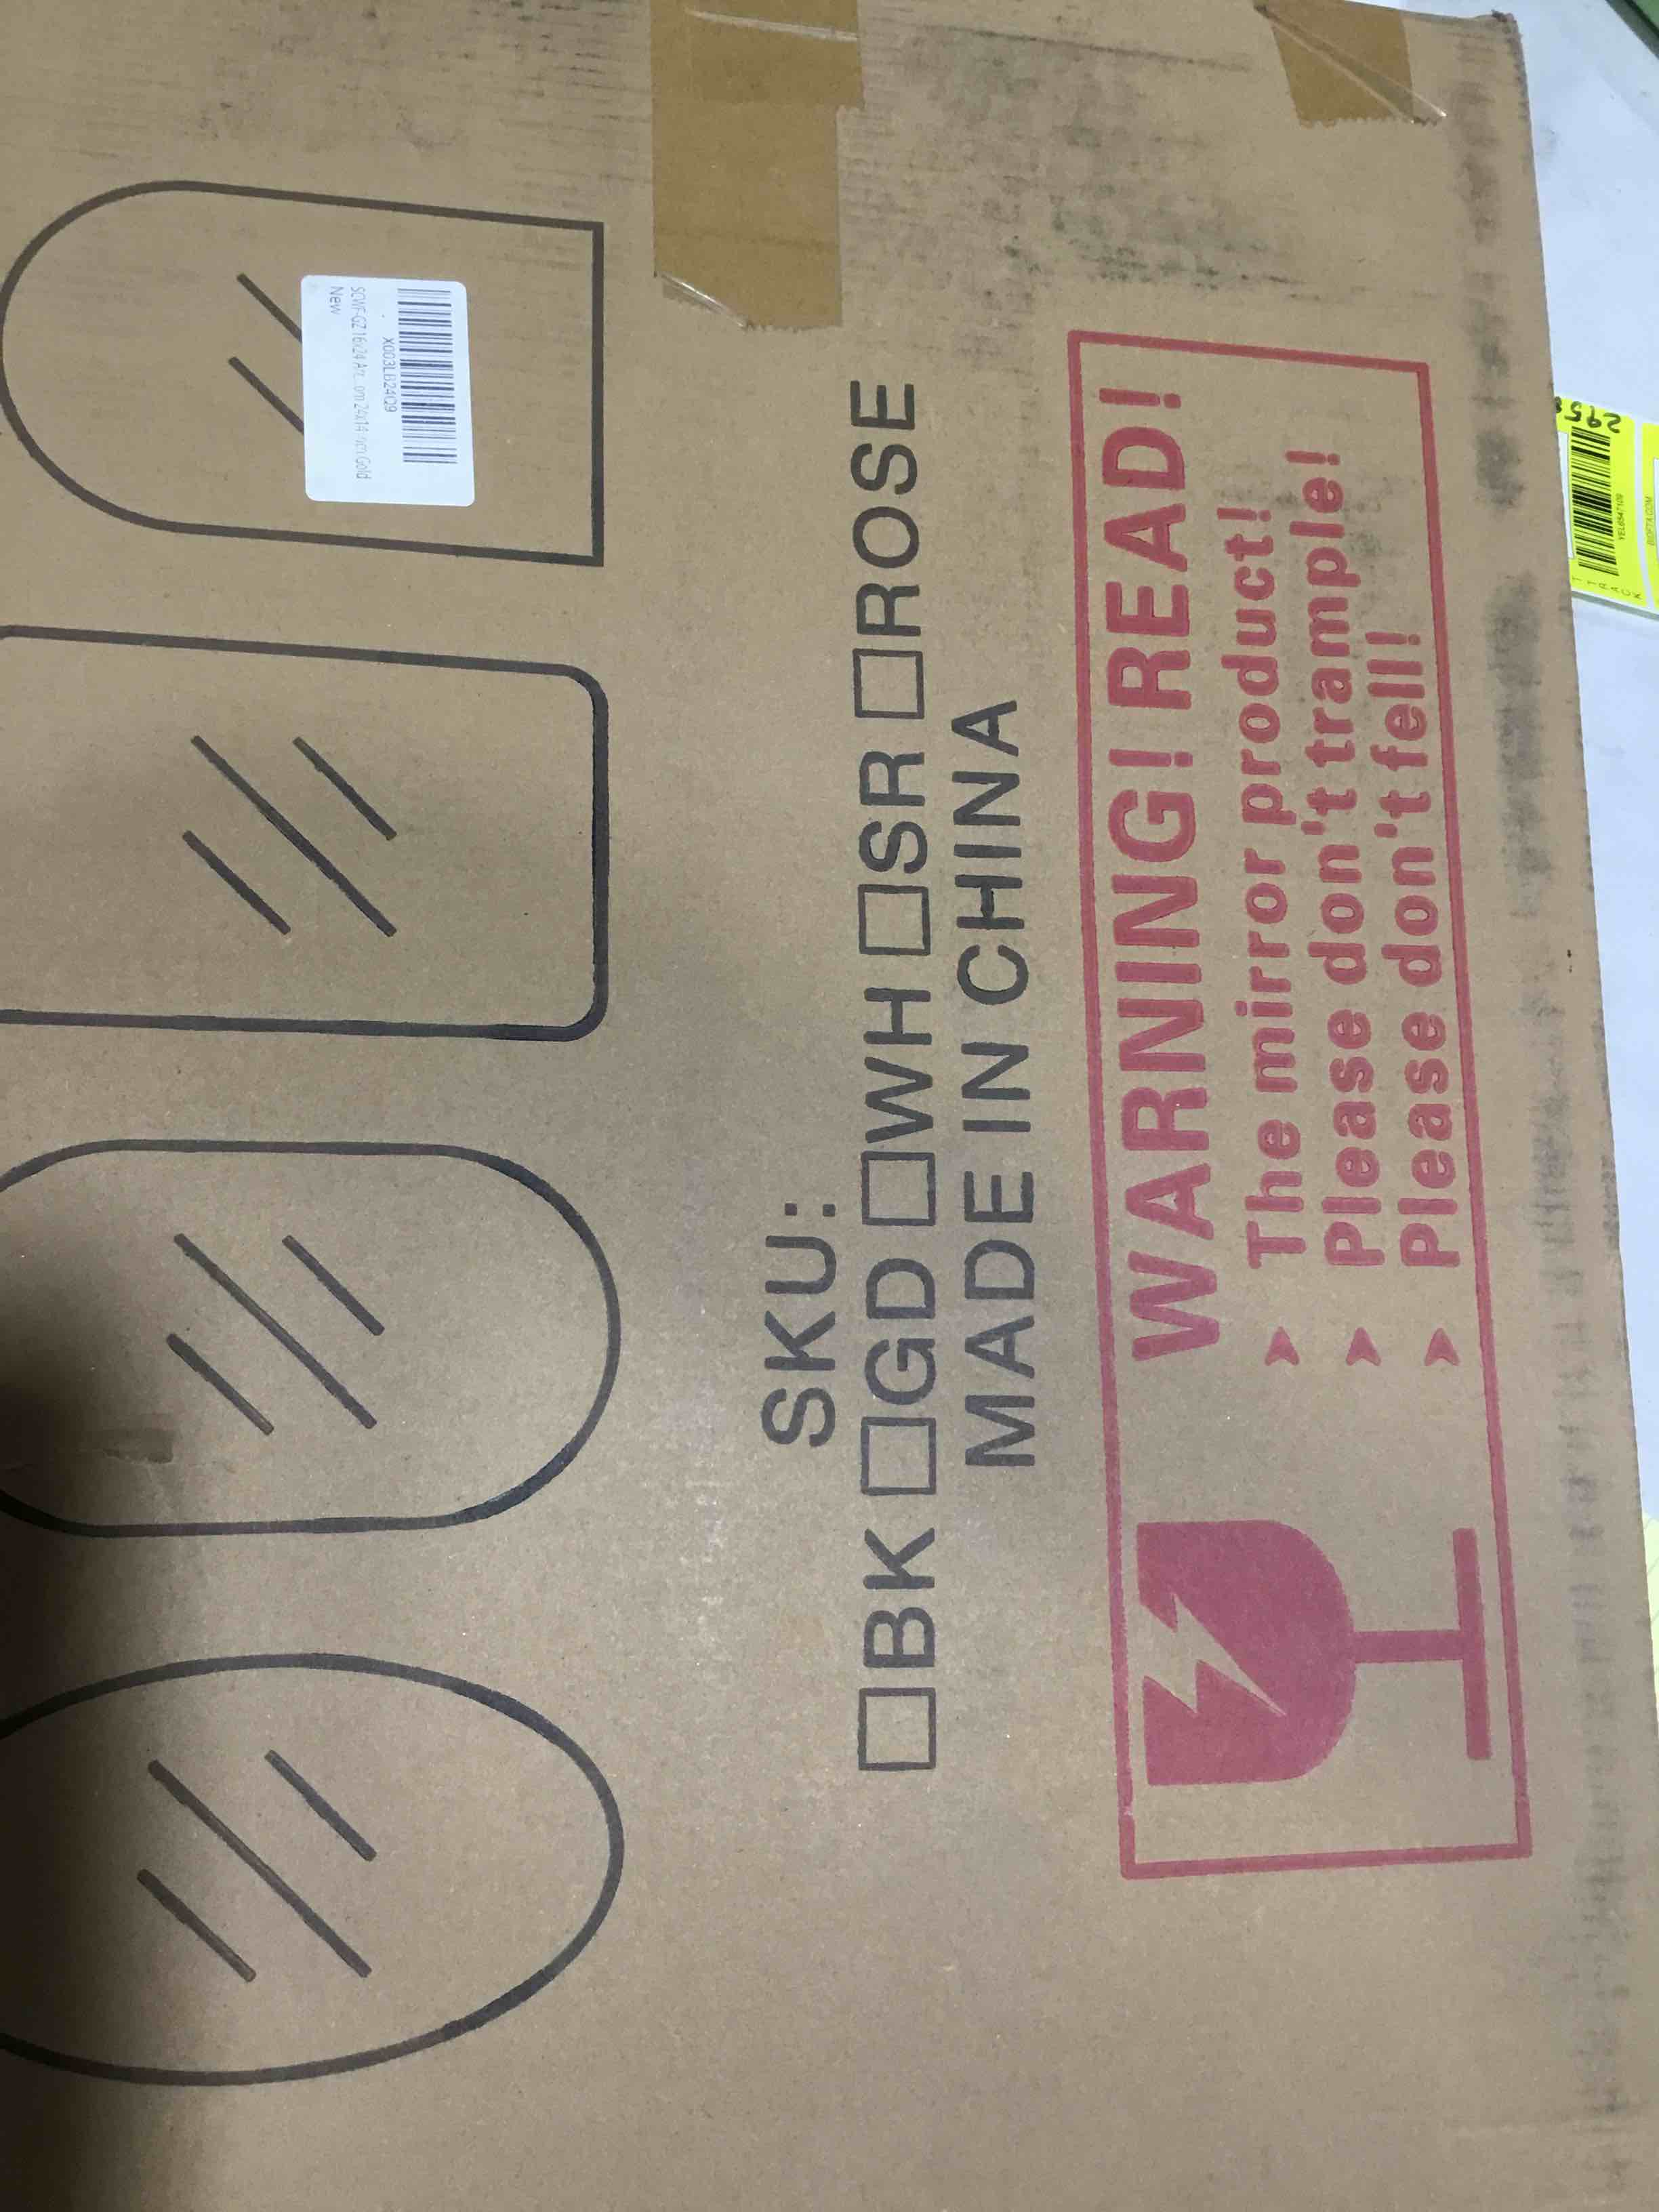 SKU:
□BK □GD □WH □SR □ROSE
MADE IN CHINA
WARNING! READ!
➤ The mirror product!
➤ Please don't trample!
➤ Please don't fell!
New